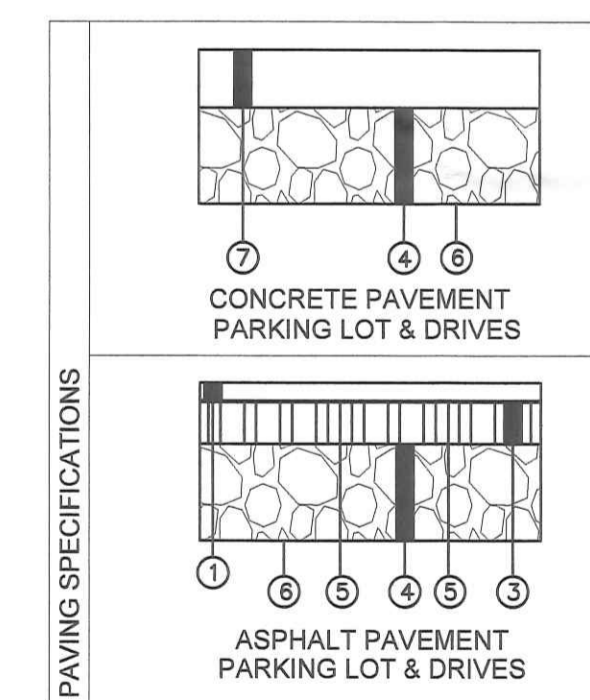 PAVING SPECIFICATIONS
7 4 6
CONCRETE PAVEMENT
PARKING LOT & DRIVES
1 6 5 4 5 3
ASPHALT PAVEMENT
PARKING LOT & DRIVES